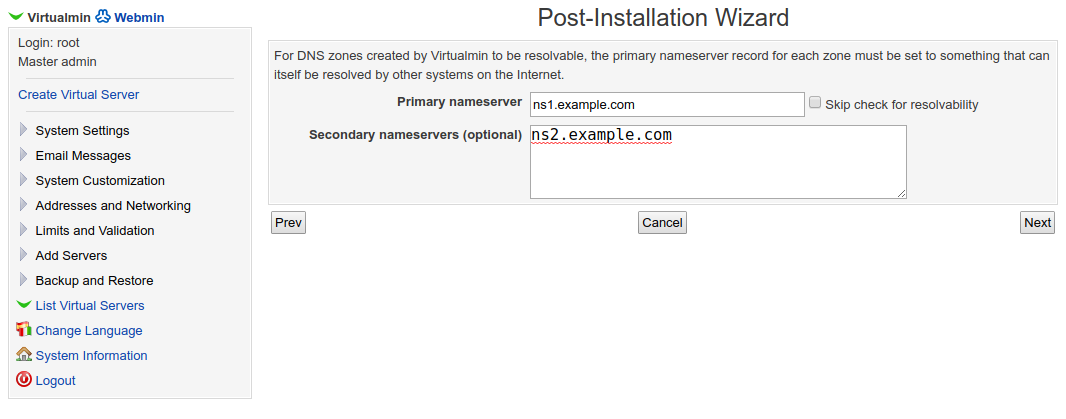 Virtualmin Webmin
Login: root
Master admin
Create Virtual Server
System Settings
Email Messages
System Customization
Addresses and Networking
Limits and Validation
Add Servers
Backup and Restore
List Virtual Servers
Change Language
System Information
Logout
Post-Installation Wizard
For DNS zones created by Virtualmin to be resolvable, the primary nameserver record for each zone must be set to something that can
itself be resolved by other systems on the Internet.
Primary nameserver ns1.example.com Skip check for resolvability
Secondary nameservers (optional) ns2.example.com
Prev Cancel Next